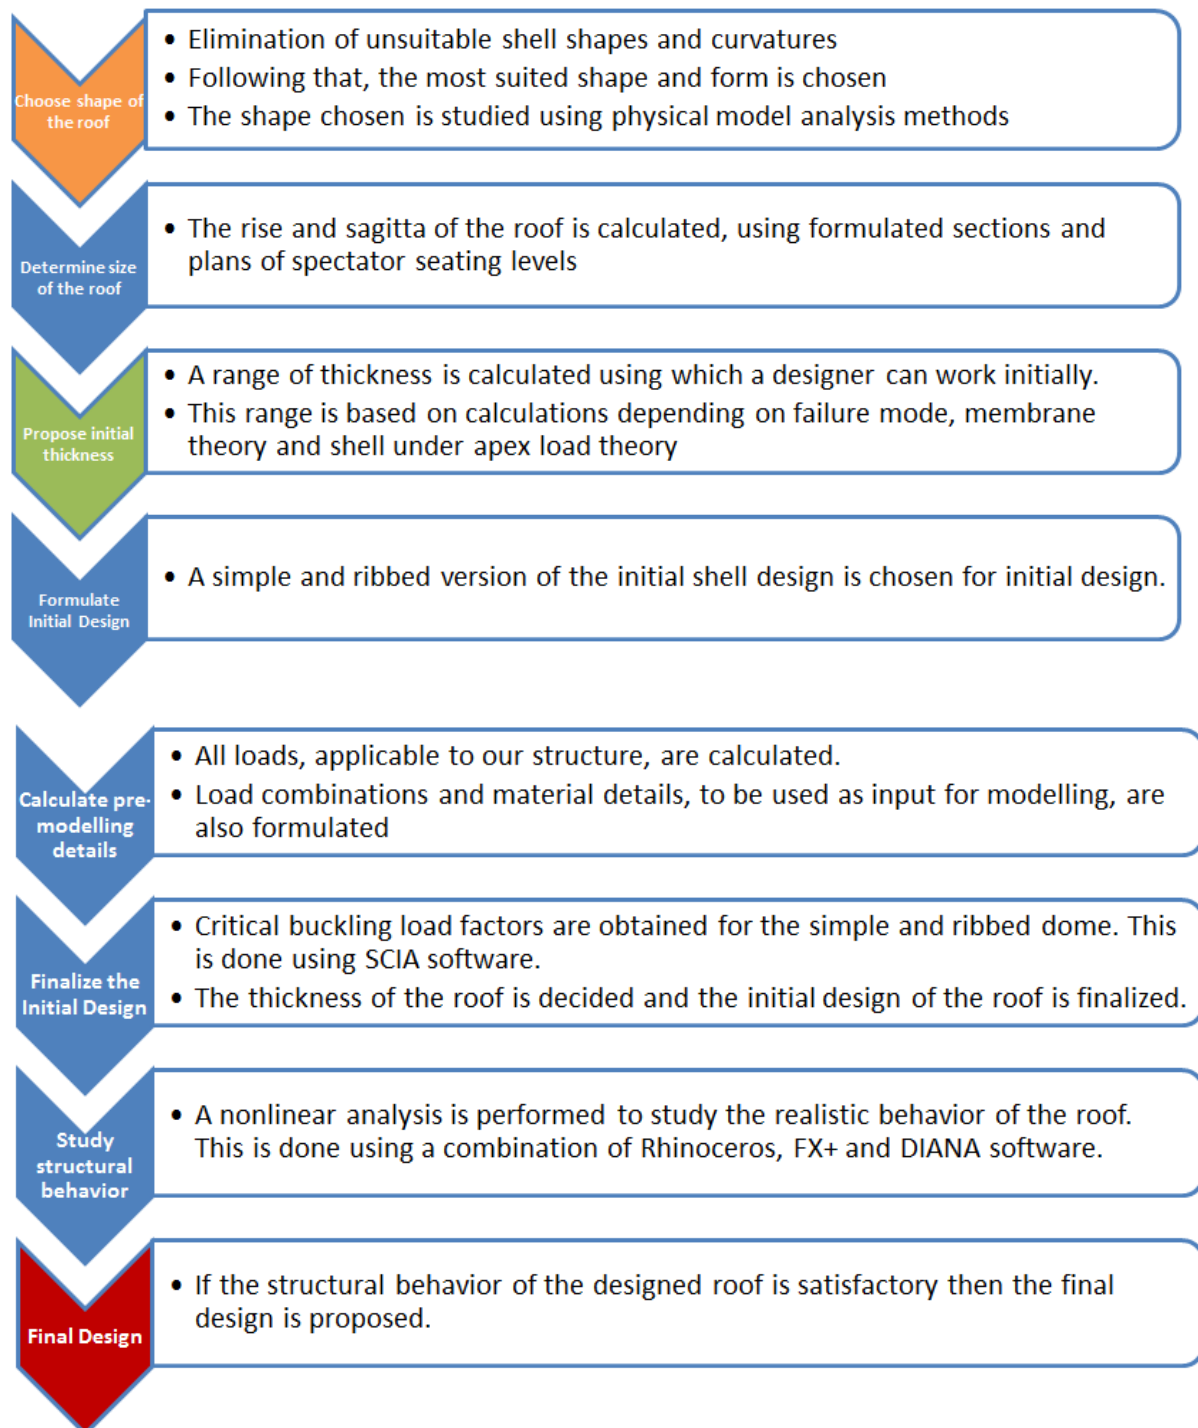 Choose shape of
the roof
• Elimination of unsuitable shell shapes and curvatures
• Following that, the most suited shape and form is chosen
• The shape chosen is studied using physical model analysis methods
Determine size
of the roof
• The rise and sagitta of the roof is calculated, using formulated sections and
plans of spectator seating levels
Propose initial
thickness
• A range of thickness is calculated using which a designer can work initially.
• This range is based on calculations depending on failure mode, membrane
theory and shell under apex load theory
Formulate
Initial Design
• A simple and ribbed version of the initial shell design is chosen for initial design.
Calculate pre-
modelling
details
• All loads, applicable to our structure, are calculated.
• Load combinations and material details, to be used as input for modelling, are
also formulated
Finalize the
Initial Design
• Critical buckling load factors are obtained for the simple and ribbed dome. This
is done using SCIA software.
• The thickness of the roof is decided and the initial design of the roof is finalized.
Study
structural
behavior
• A nonlinear analysis is performed to study the realistic behavior of the roof.
This is done using a combination of Rhinoceros, FX+ and DIANA software.
Final Design
• If the structural behavior of the designed roof is satisfactory then the final
design is proposed.